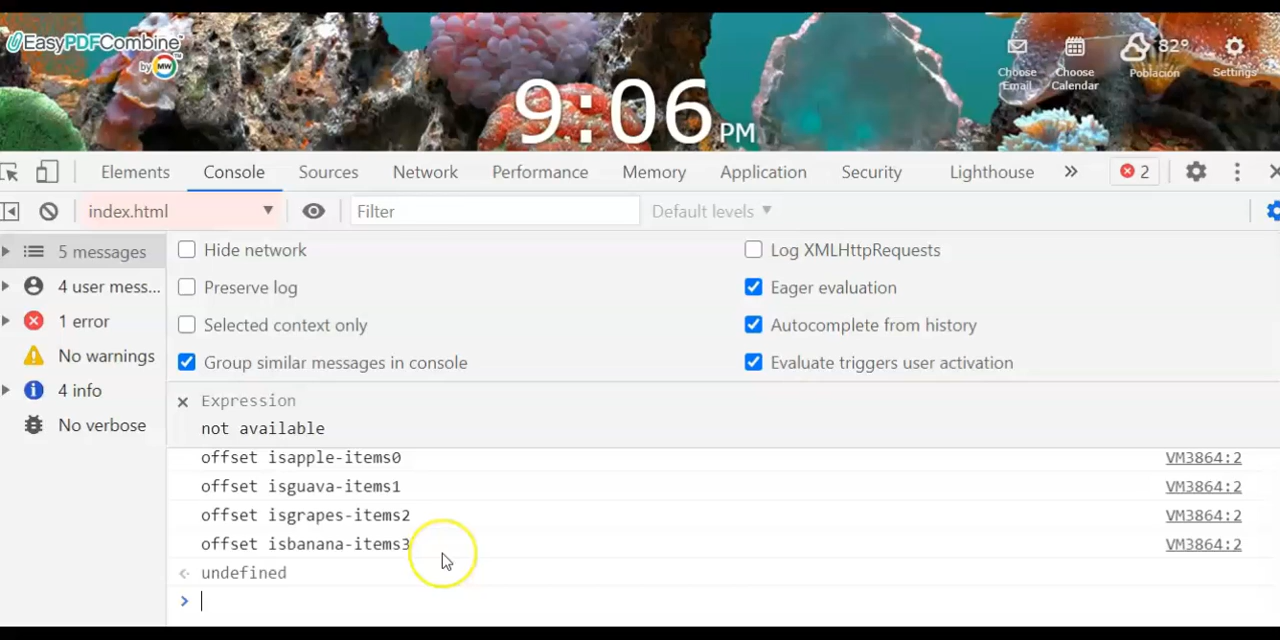 EasyPDFCombine
by MW
9:06 PM
Choose Email
Choose Calendar
82°
Poblacion
Settings
Elements
Console
Sources
Network
Performance
Memory
Application
Security
Lighthouse
2
index.html
Filter
Default levels
5 messages
Hide network
Log XMLHttpRequests
4 user mess...
Preserve log
Eager evaluation
1 error
Selected context only
Autocomplete from history
No warnings
Group similar messages in console
Evaluate triggers user activation
4 info
Expression
No verbose
not available
offset isapple-items0 VM3864:2
offset isguava-items1 VM3864:2
offset isgrapes-items2 VM3864:2
offset isbanana-items3 VM3864:2
undefined